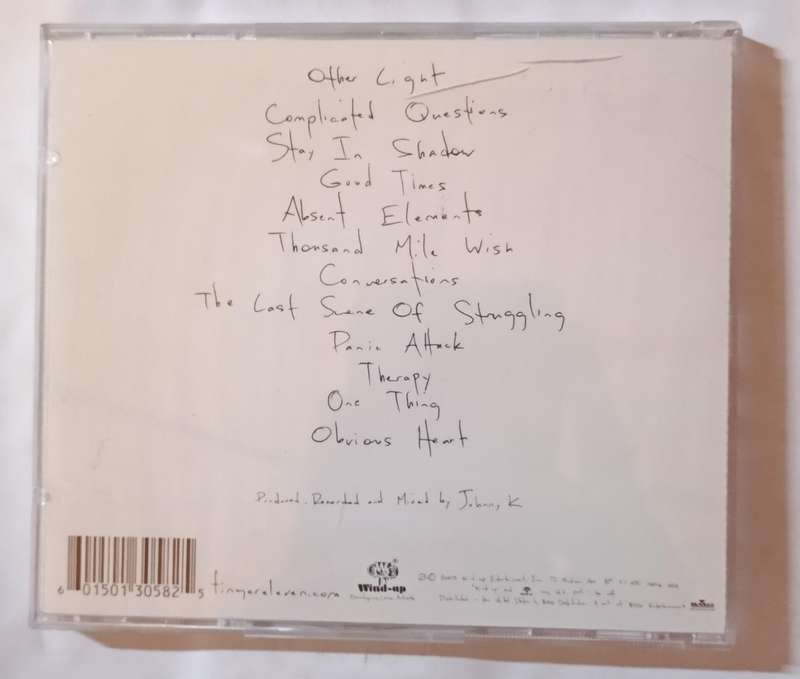 Other Light
Complicated Questions
Stay In Shadow
Good Times
Absent Elements
Thousand Mile Wish
Conversations
The Last Scene Of Struggling
Panic Attack
Therapy
One Thing
Obvious Heart
Produced, Recorded and Mixed by Johnny K
6 01501 30582 5
fingereleven.com
Wind-up